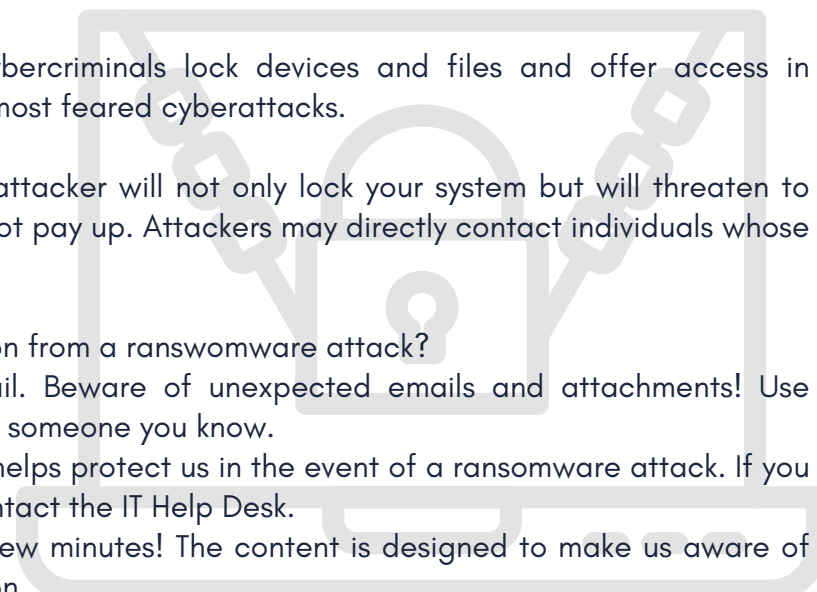 bercriminals lock devices and files and offer access in
most feared cyberattacks.
attacker will not only lock your system but will threaten to
ot pay up. Attackers may directly contact individuals whose
on from a ranswomware attack?
il. Beware of unexpected emails and attachments! Use
someone you know.
helps protect us in the event of a ransomware attack. If you
ntact the IT Help Desk.
ew minutes! The content is designed to make us aware of
on